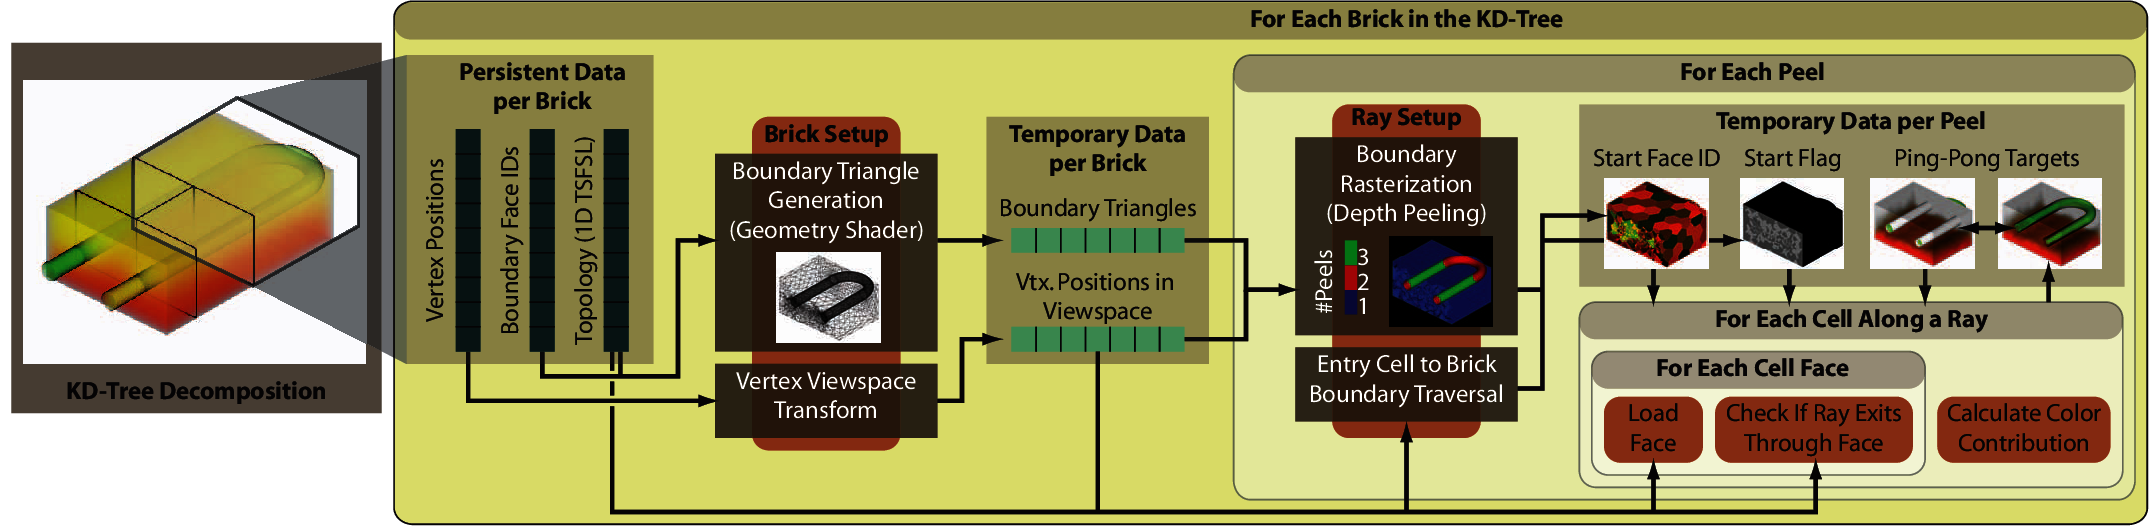 For Each Brick in the KD-Tree
KD-Tree Decomposition
Persistent Data
per Brick
Vertex Positions
Boundary Face IDs
Topology (1D TSFSL)
Brick Setup
Boundary Triangle
Generation
(Geometry Shader)
Vertex Viewspace
Transform
Temporary Data
per Brick
Boundary Triangles
Vtx. Positions in
Viewspace
For Each Peel
Ray Setup
Boundary
Rasterization
(Depth Peeling)
#Peels
3
2
1
Entry Cell to Brick
Boundary Traversal
Temporary Data per Peel
Start Face ID
Start Flag
Ping-Pong Targets
For Each Cell Along a Ray
For Each Cell Face
Load
Face
Check If Ray Exits
Through Face
Calculate Color
Contribution